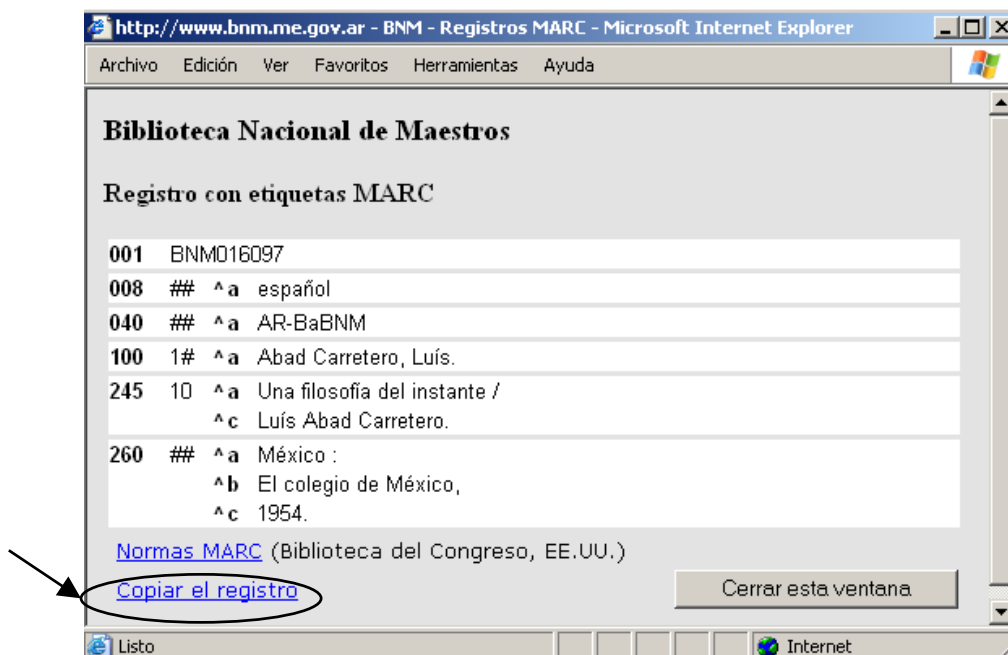 http://www.bnm.me.gov.ar - BNM - Registros MARC - Microsoft Internet Explorer
Archivo Edición Ver Favoritos Herramientas Ayuda
Biblioteca Nacional de Maestros
Registro con etiquetas MARC
001 BNM016097
008 ## ^a español
040 ## ^a AR-BaBNM
100 1# ^a Abad Carretero, Luís.
245 10 ^a Una filosofía del instante /
^c Luís Abad Carretero.
260 ## ^a México :
^b El colegio de México,
^c 1954.
Normas MARC (Biblioteca del Congreso, EE.UU.)
Copiar el registro Cerrar esta ventana
Listo Internet